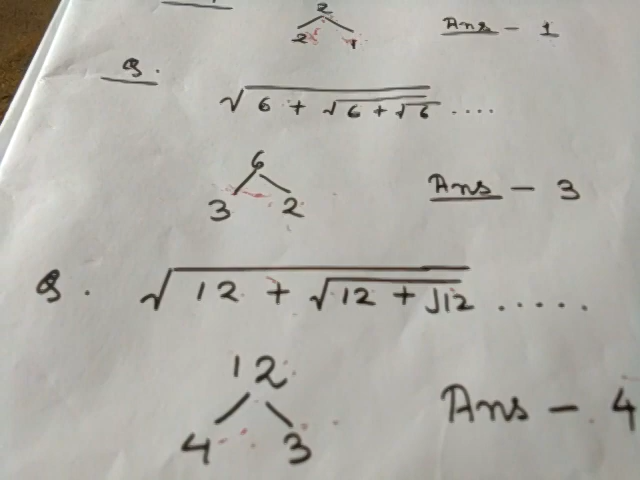 2
2 1 Ans - 1
Q.
√6 + √6 + √6 ....
6
3 2 Ans - 3
Q. √12 + √12 + √12 .....
12
4 3 Ans - 4